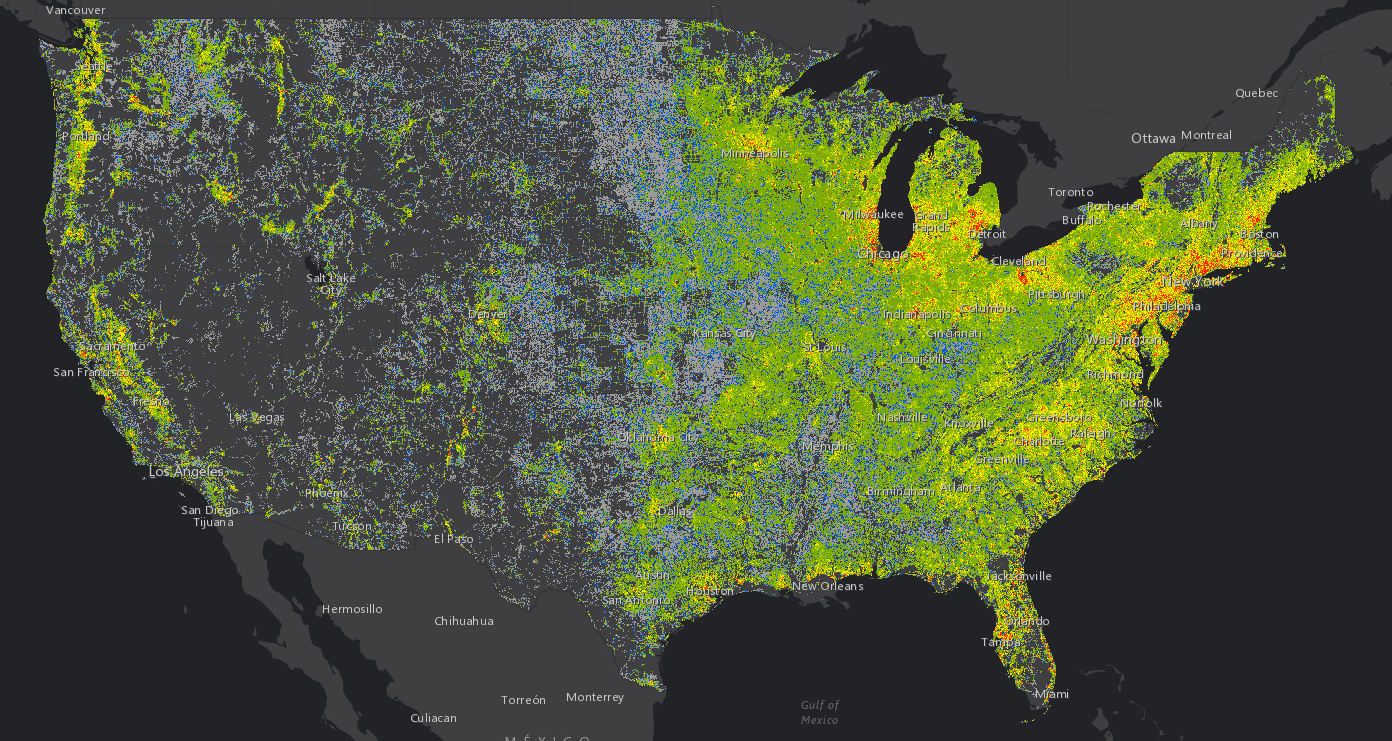 Vancouver
Seattle
Quebec
Portland
Ottawa
Montreal
Minneapolis
Toronto
Rochester
Milwaukee
Grand
Rapids
Buffalo
Albany
Detroit
Boston
Chicago
Cleveland
Providence
Salt Lake
City
New York
Pittsburgh
Denver
Indianapolis
Columbus
Philadelphia
Kansas City
Cincinnati
Sacramento
St Louis
Washington
Louisville
San Francisco
Richmond
Fresno
Norfolk
Las Vegas
Nashville
Knoxville
Greensboro
Oklahoma City
Memphis
Charlotte
Raleigh
Greenville
Los Angeles
Phoenix
Birmingham
Atlanta
San Diego
Tijuana
Tucson
Dallas
El Paso
Austin
Jacksonville
San Antonio
Houston
New Orleans
Hermosillo
Chihuahua
Orlando
Tampa
Torreón
Monterrey
Miami
Gulf of
Mexico
Culiacan
MÉXICO